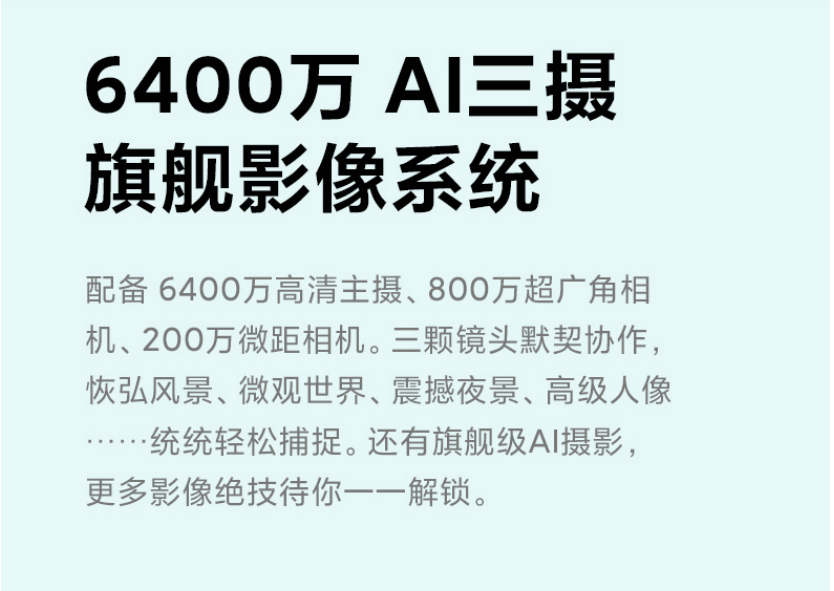 6400万 AI三摄
旗舰影像系统
配备 6400万高清主摄、800万超广角相
机、200万微距相机。三颗镜头默契协作，
恢弘风景、微观世界、震撼夜景、高级人像
……统统轻松捕捉。还有旗舰级AI摄影，
更多影像绝技待你一一解锁。